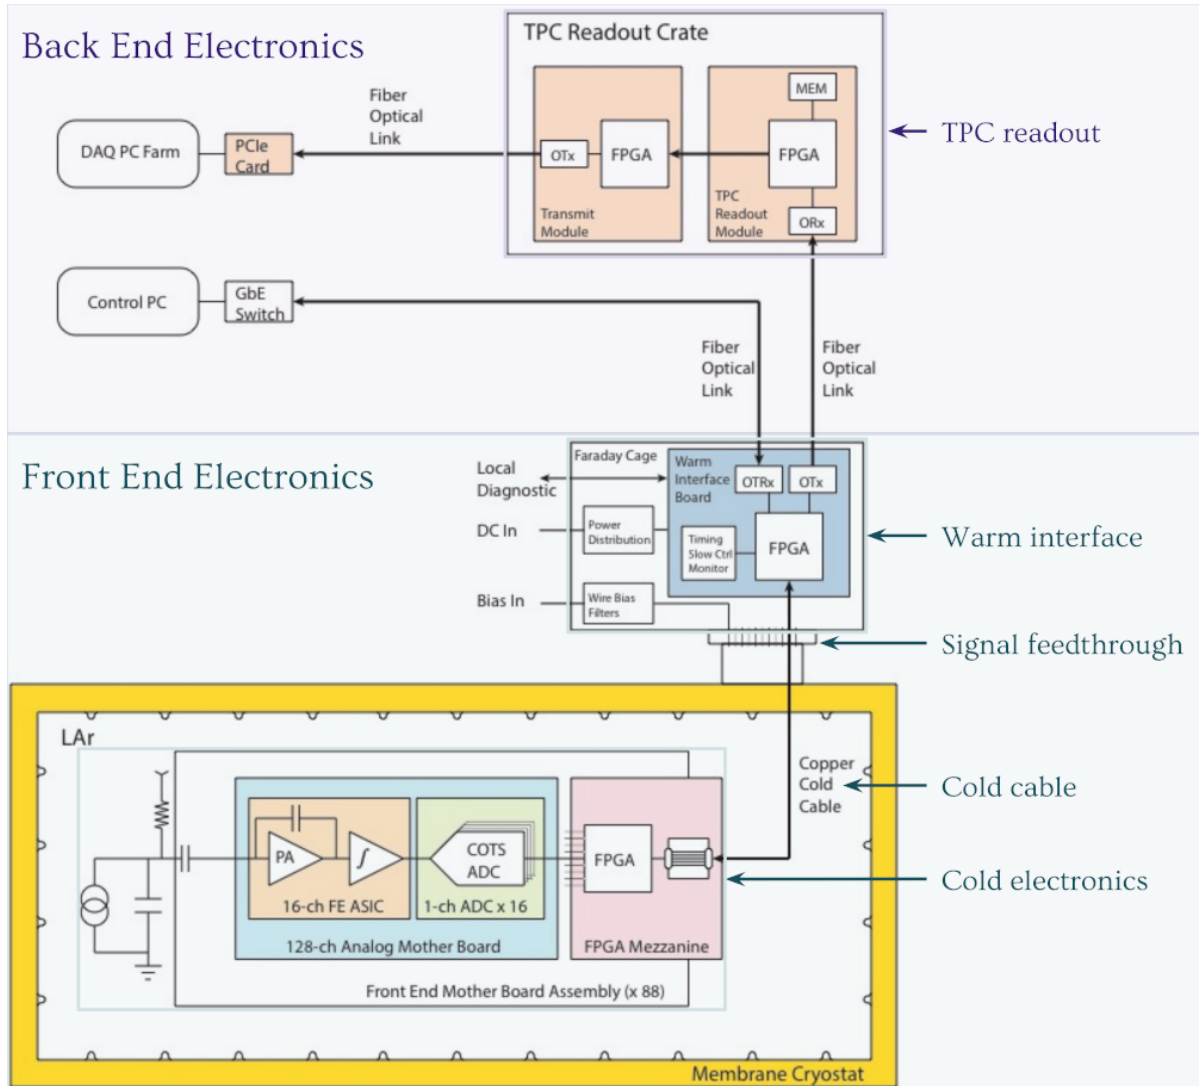 Back End Electronics
TPC Readout Crate
MEM
Fiber
Optical
Link
DAQ PC Farm
PCIe
Card
OTx
FPGA
FPGA
TPC readout
Transmit
Module
TPC
Readout
Module
ORx
Control PC
GbE
Switch
Fiber
Optical
Link
Fiber
Optical
Link
Front End Electronics
Faraday Cage
Warm
Interface
Board
Local
Diagnostic
OTRx
OTx
DC In
Power
Distribution
Timing
Slow Ctrl
Monitor
FPGA
Warm interface
Bias In
Wire Bias
Filters
Signal feedthrough
LAr
Copper
Cold
Cable
Cold cable
PA
∫
COTS
ADC
FPGA
Cold electronics
16-ch FE ASIC
1-ch ADC x 16
128-ch Analog Mother Board
FPGA Mezzanine
Front End Mother Board Assembly (x 88)
Membrane Cryostat